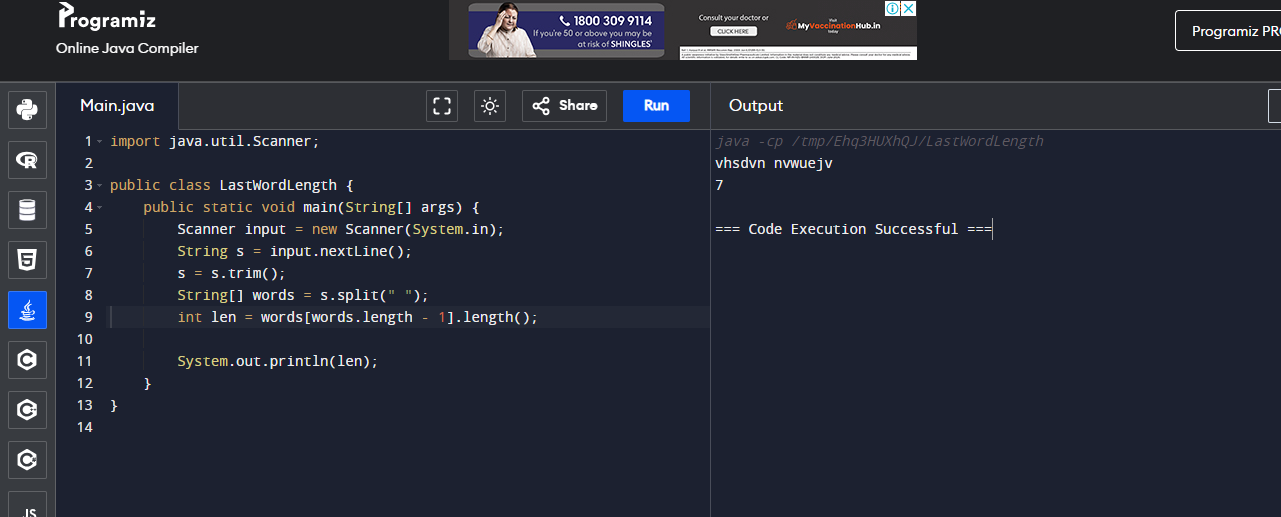 Programiz
Online Java Compiler
1800 309 9114
If you're 50 or above you may be
at risk of SHINGLES'
Consult your doctor or
CLICK HERE
Visit
MyVaccinationHub.in
today
Programiz PR
Main.java
Share
Run
Output
1 import java.util.Scanner;
2
3 public class LastWordLength {
4 public static void main(String[] args) {
5 Scanner input = new Scanner(System.in);
6 String s = input.nextLine();
7 s = s.trim();
8 String[] words = s.split(" ");
9 int len = words[words.length - 1].length();
10
11 System.out.println(len);
12 }
13 }
14
java -cp /tmp/Ehq3HUXhQJ/LastWordLength
vhsdvn nvwuejv
7
=== Code Execution Successful ===
JS